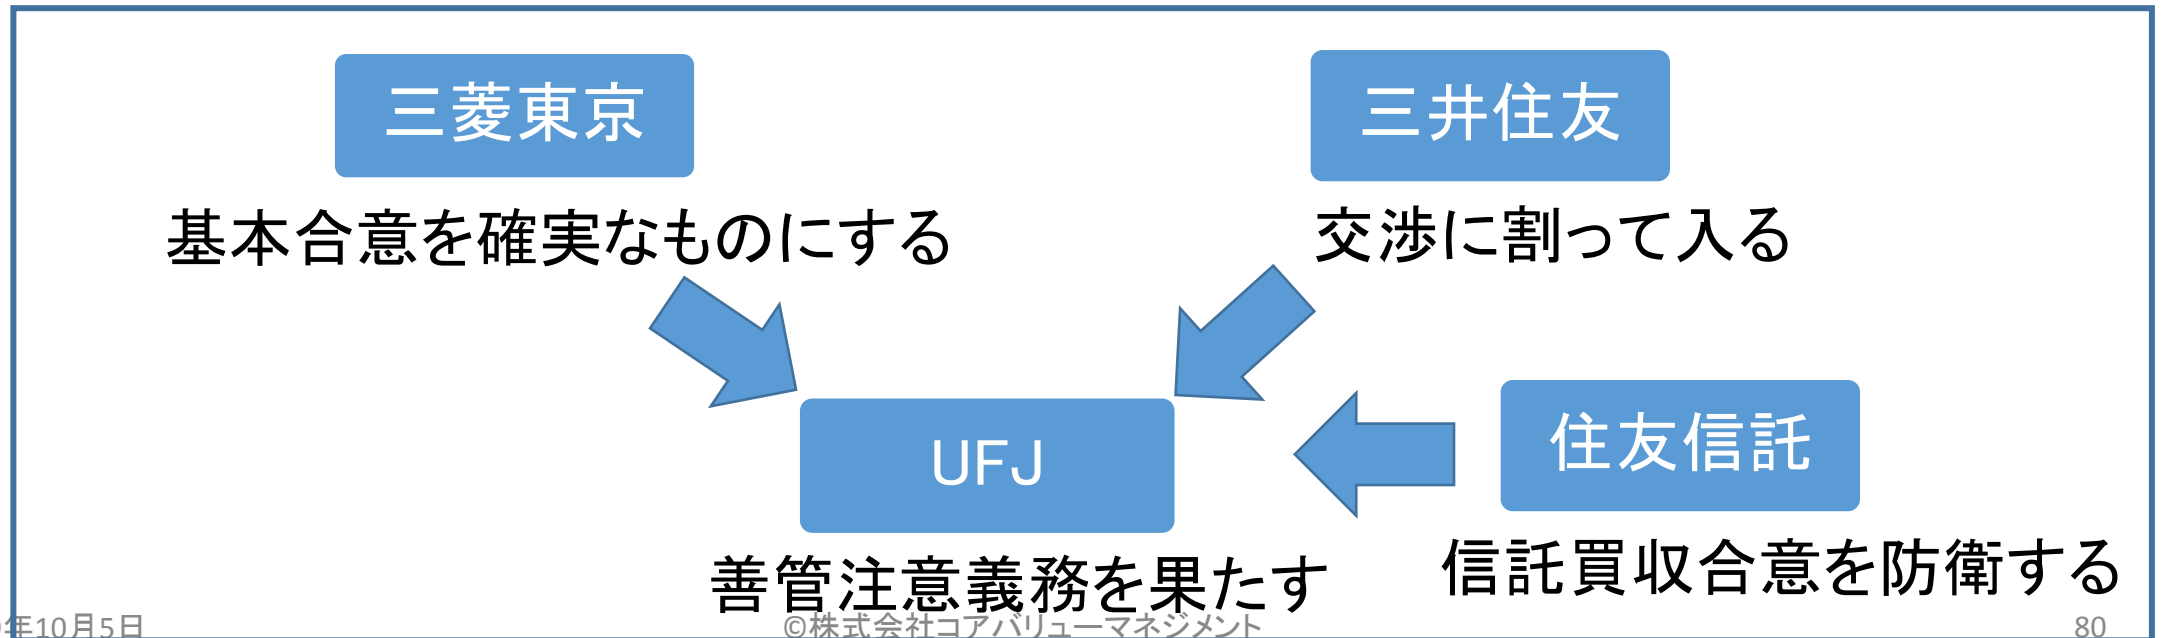 三菱東京
三井住友
基本合意を確実なものにする
交渉に割って入る
UFJ
住友信託
善管注意義務を果たす
信託買収合意を防衛する
年10月5日
©株式会社コアバリューマネジメント
80